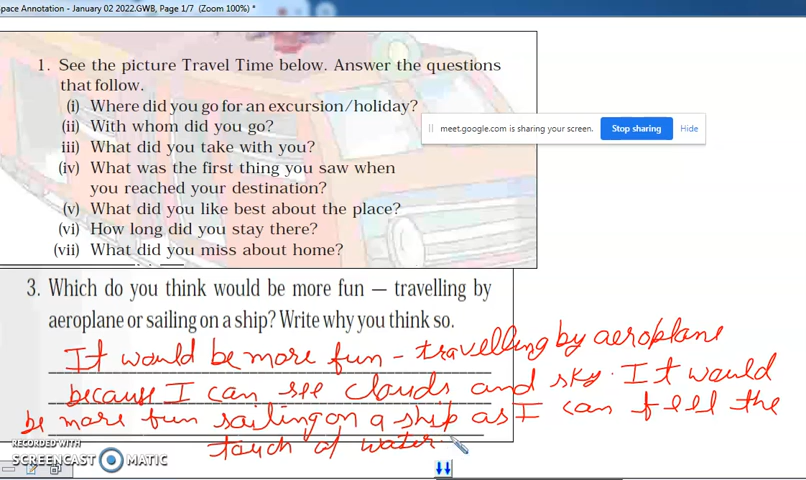 pace Annotation - January 02 2022.GWB, Page 1/7 (Zoom 100%) *
1. See the picture Travel Time below. Answer the questions
that follow.
(i) Where did you go for an excursion/holiday?
(ii) With whom did you go?
iii) What did you take with you?
(iv) What was the first thing you saw when
you reached your destination?
(v) What did you like best about the place?
(vi) How long did you stay there?
(vii) What did you miss about home?
meet.google.com is sharing your screen. Stop sharing Hide
3. Which do you think would be more fun — travelling by
aeroplane or sailing on a ship? Write why you think so.
It would be more fun - travelling by aeroplane
because I can see clouds and sky. It would
be more fun sailing on a ship as I can feel the
touch of water.
RECORDED WITH
SCREENCAST MATIC